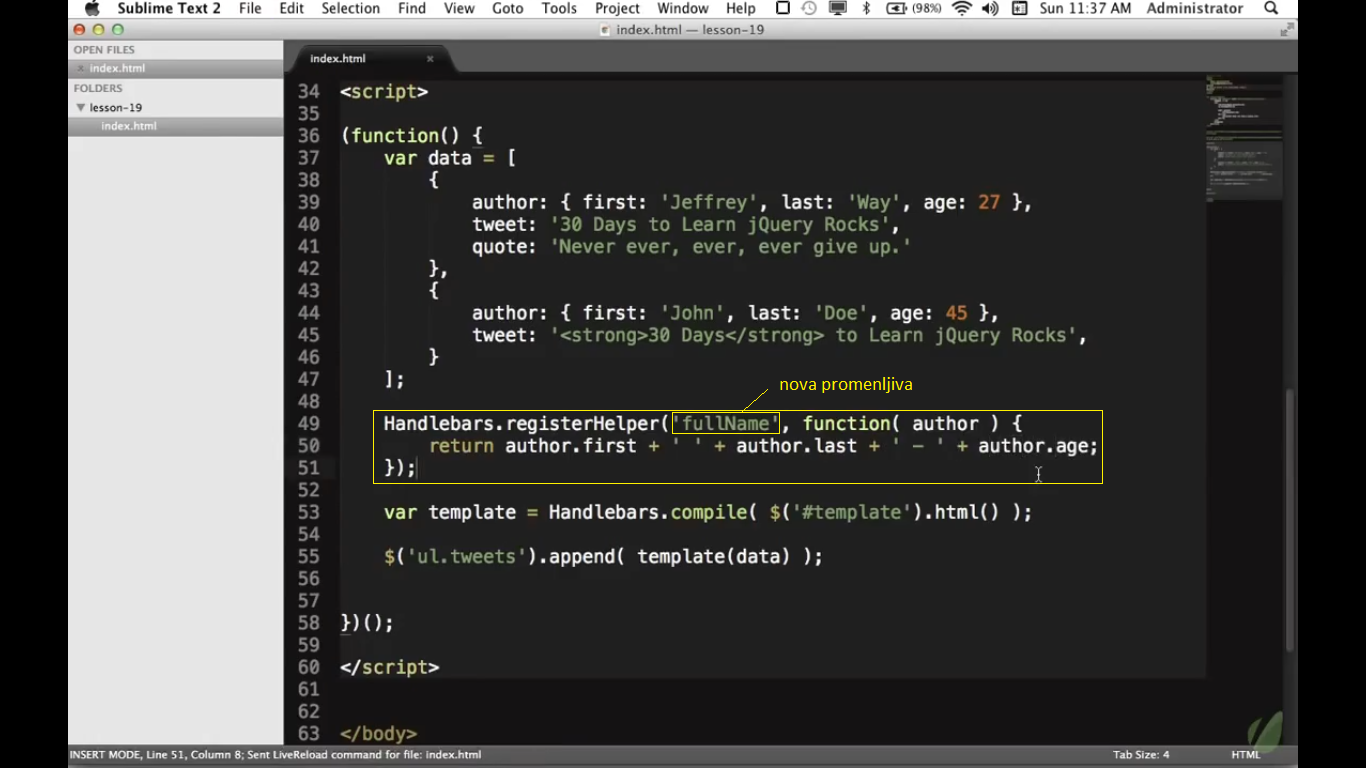 Sublime Text 2 File Edit Selection Find View Goto Tools Project Window Help (98%) Sun 11:37 AM Administrator
index.html — lesson-19
OPEN FILES
index.html
FOLDERS
lesson-19
index.html
index.html
34 <script>
35
36 (function() {
37 var data = [
38 {
39 author: { first: 'Jeffrey', last: 'Way', age: 27 },
40 tweet: '30 Days to Learn jQuery Rocks',
41 quote: 'Never ever, ever, ever give up.'
42 },
43 {
44 author: { first: 'John', last: 'Doe', age: 45 },
45 tweet: '<strong>30 Days</strong> to Learn jQuery Rocks',
46 }
47 ];
nova promenljiva
48
49 Handlebars.registerHelper('fullName', function( author ) {
50 return author.first + ' ' + author.last + ' - ' + author.age;
51 });
52
53 var template = Handlebars.compile( $('#template').html() );
54
55 $('ul.tweets').append( template(data) );
56
57
58 })();
59
60 </script>
61
62
63 </body>
INSERT MODE, Line 51, Column 8; Sent LiveReload command for file: index.html Tab Size: 4 HTML